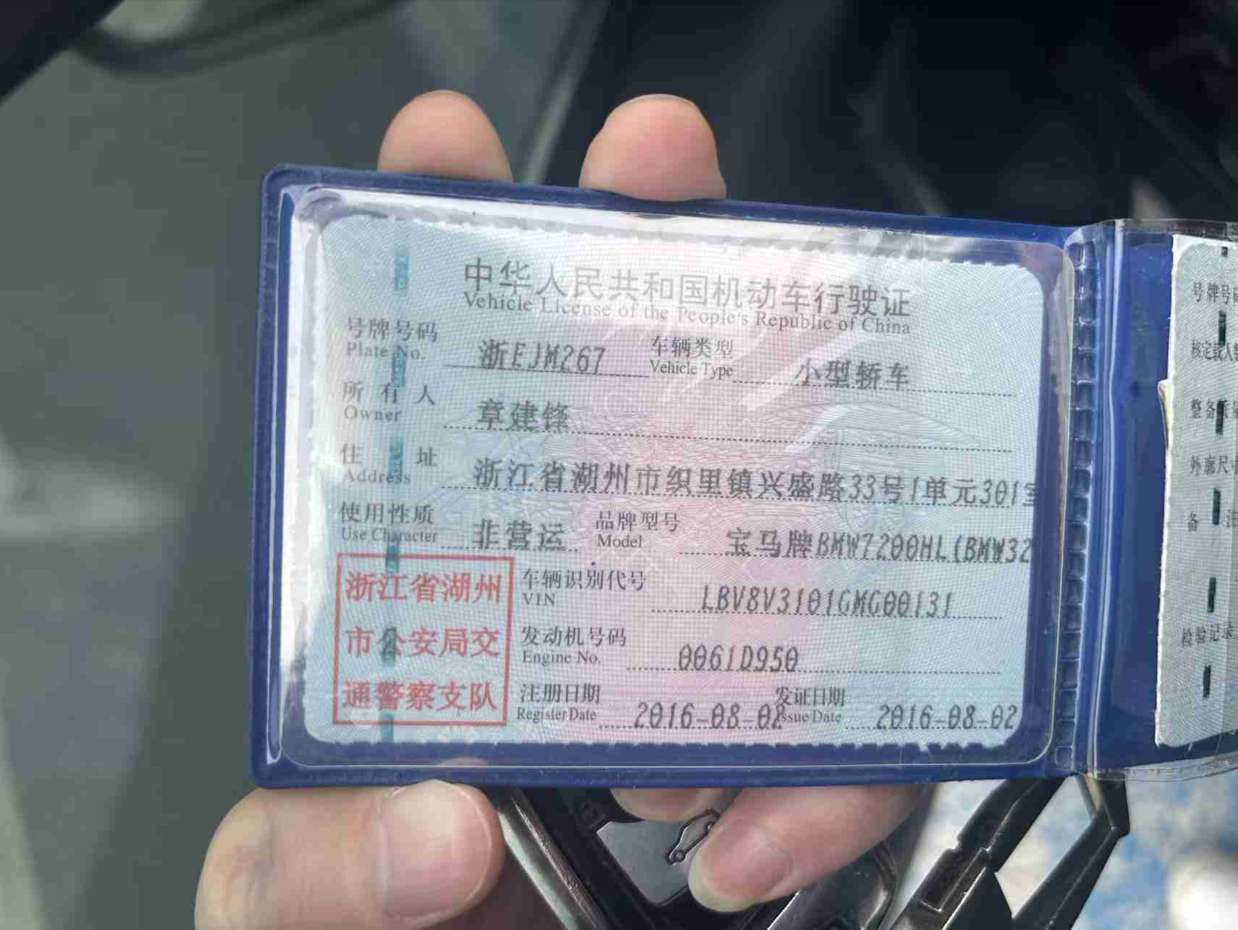 中华人民共和国机动车行驶证
Vehicle License of the People's Republic of China
号牌号码 浙EJM267 车辆类型 小型轿车
Plate No. Vehicle Type
所有人 章建锋
Owner
住址 浙江省湖州市织里镇兴盛路33号1单元301室
Address
使用性质 非营运 品牌型号 宝马牌BMW7200HL(BMW32
Use Character Model
浙江省湖州
市公安局交
通警察支队
车辆识别代号 LBV8V3101GMG00131
VIN
发动机号码 0061D950
Engine No.
注册日期 2016-08-02 发证日期 2016-08-02
Register Date Issue Date
号牌号码
核定载人数
整备质量
外廓尺寸
备注
检验记录